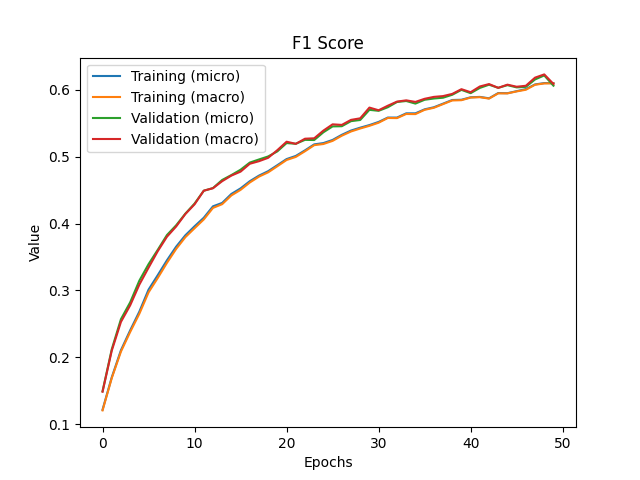 F1 Score
Training (micro)
Training (macro)
Validation (micro)
Validation (macro)
0.6
0.5
0.4
0.3
0.2
0.1
Value
0 10 20 30 40 50
Epochs